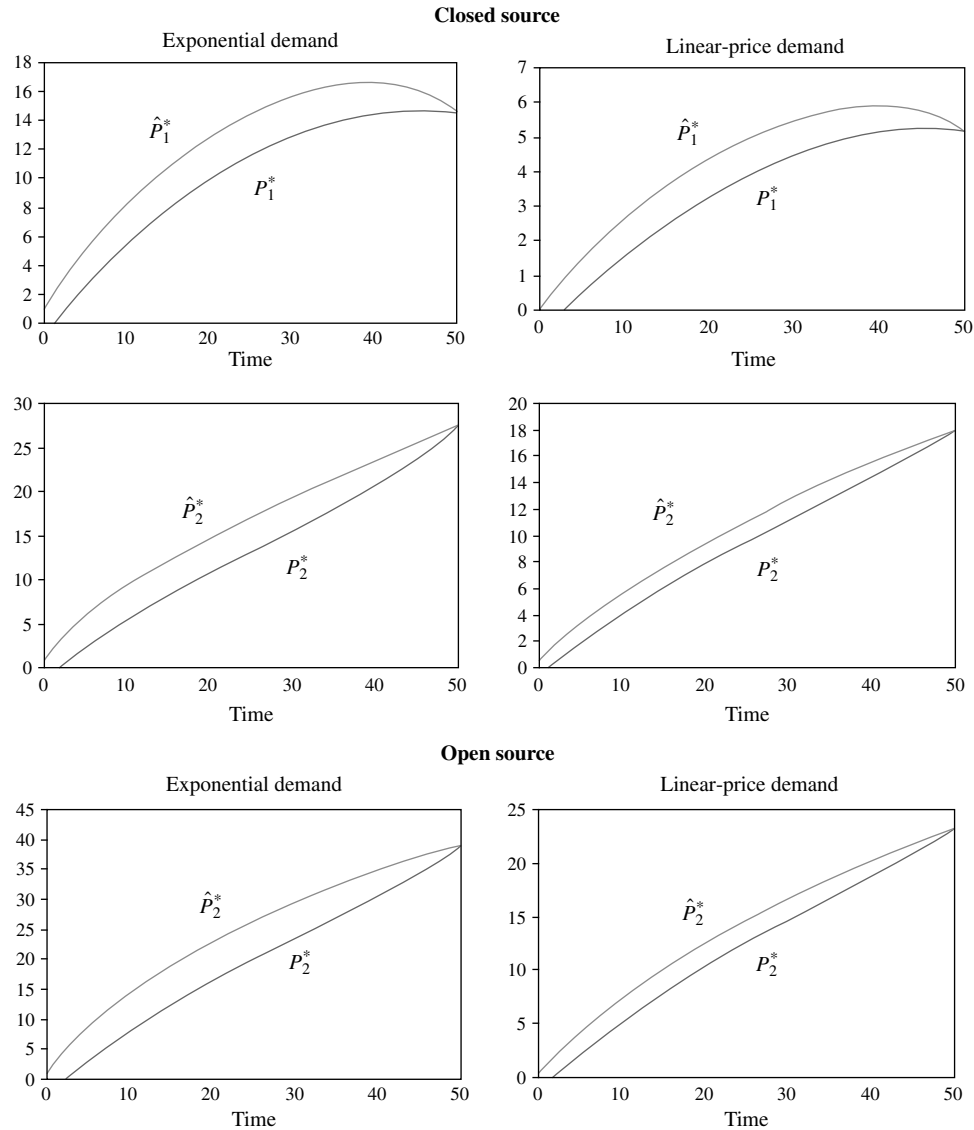 Closed source
Exponential demand
Linear-price demand
18
16
14
12
10
8
6
4
2
0
P̂*1
P*1
0 10 20 30 40 50
Time
7
6
5
4
3
2
1
0
P̂*1
P*1
0 10 20 30 40 50
Time
30
25
20
15
10
5
0
P̂*2
P*2
0 10 20 30 40 50
Time
20
18
16
14
12
10
8
6
4
2
0
P̂*2
P*2
0 10 20 30 40 50
Time
Open source
Exponential demand
Linear-price demand
45
40
35
30
25
20
15
10
5
0
P̂*2
P*2
0 10 20 30 40 50
Time
25
20
15
10
5
0
P̂*2
P*2
0 10 20 30 40 50
Time